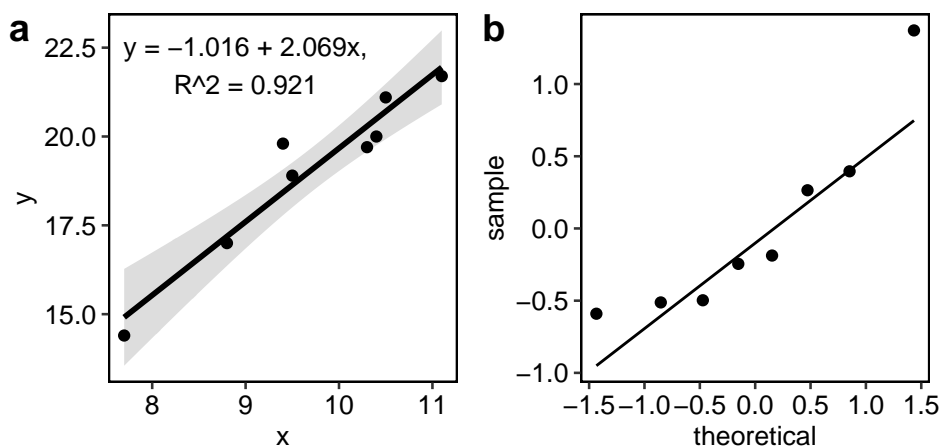 a
y = −1.016 + 2.069x,
R^2 = 0.921
22.5
20.0
17.5
15.0
y
8 9 10 11
x
b
1.0
0.5
0.0
−0.5
−1.0
sample
−1.5 −1.0 −0.5 0.0 0.5 1.0 1.5
theoretical